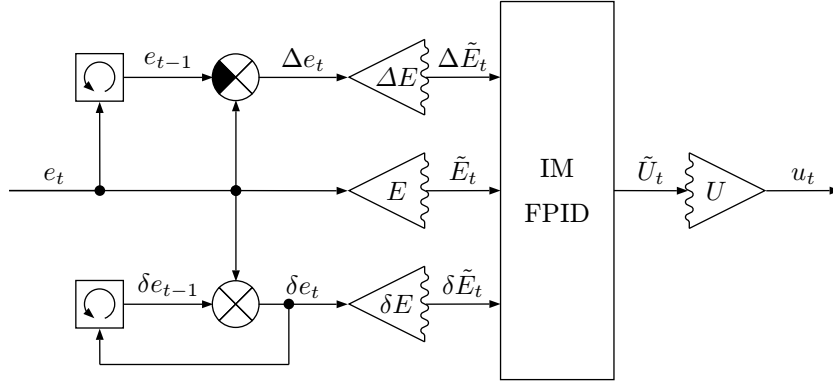 e_{t−1} Δe_t ΔE ΔẼ_t
e_t E Ẽ_t IM FPID Ũ_t U u_t
δe_{t−1} δe_t δE δẼ_t